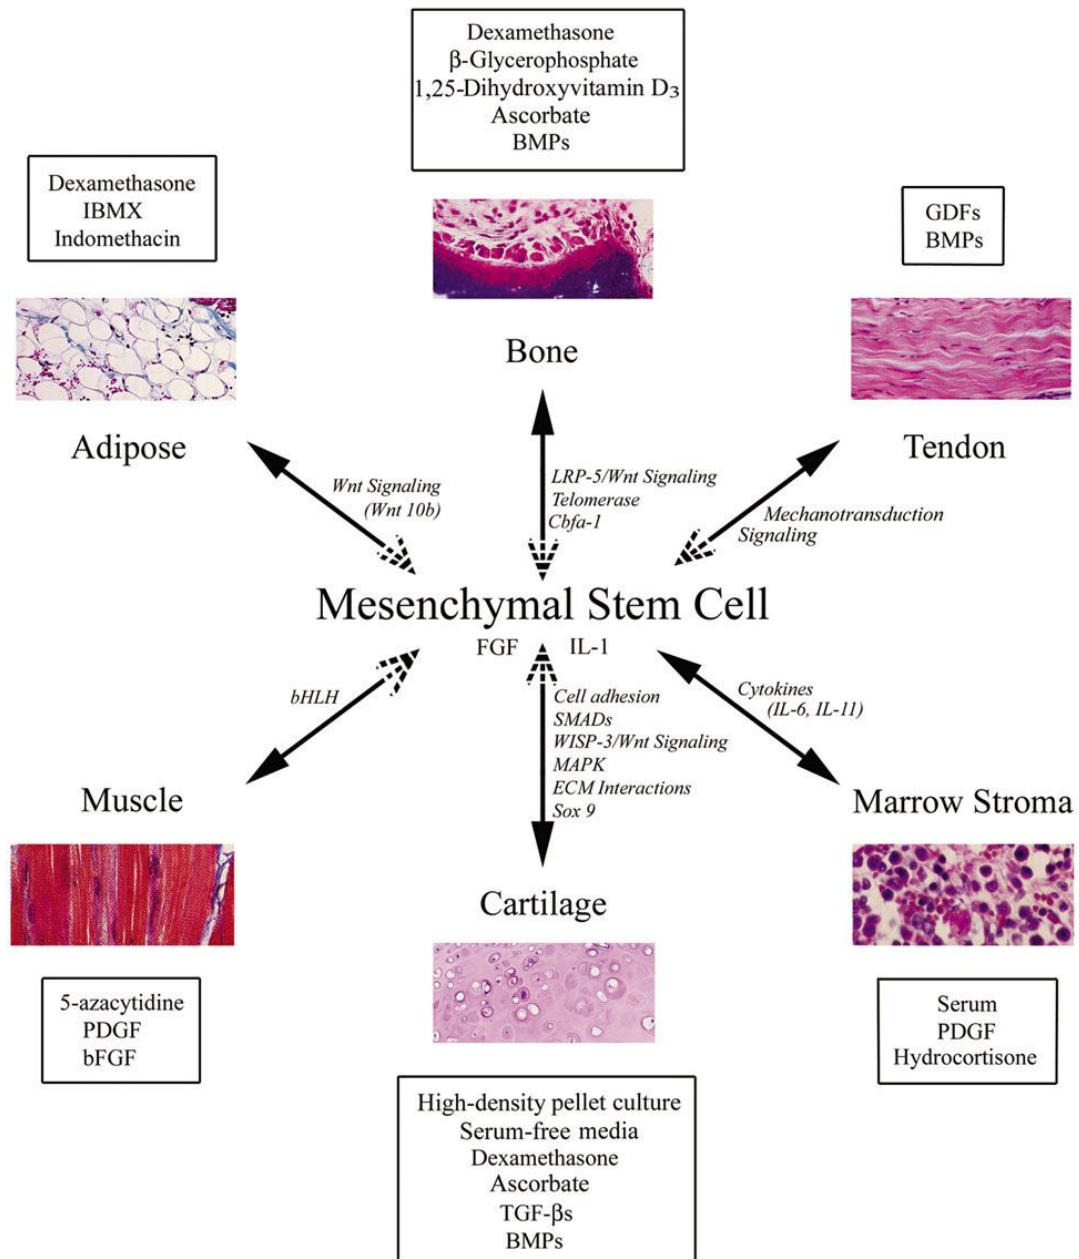 Dexamethasone
β-Glycerophosphate
1,25-Dihydroxyvitamin D₃
Ascorbate
BMPs
Dexamethasone
IBMX
Indomethacin
GDFs
BMPs
Bone
Adipose
Tendon
Wnt Signaling
(Wnt 10b)
LRP-5/Wnt Signaling
Telomerase
Cbfa-1
Mechanotransduction
Signaling
Mesenchymal Stem Cell
FGF IL-1
bHLH
Cell adhesion
SMADs
WISP-3/Wnt Signaling
MAPK
ECM Interactions
Sox 9
Cytokines
(IL-6, IL-11)
Muscle
Marrow Stroma
Cartilage
5-azacytidine
PDGF
bFGF
Serum
PDGF
Hydrocortisone
High-density pellet culture
Serum-free media
Dexamethasone
Ascorbate
TGF-βs
BMPs